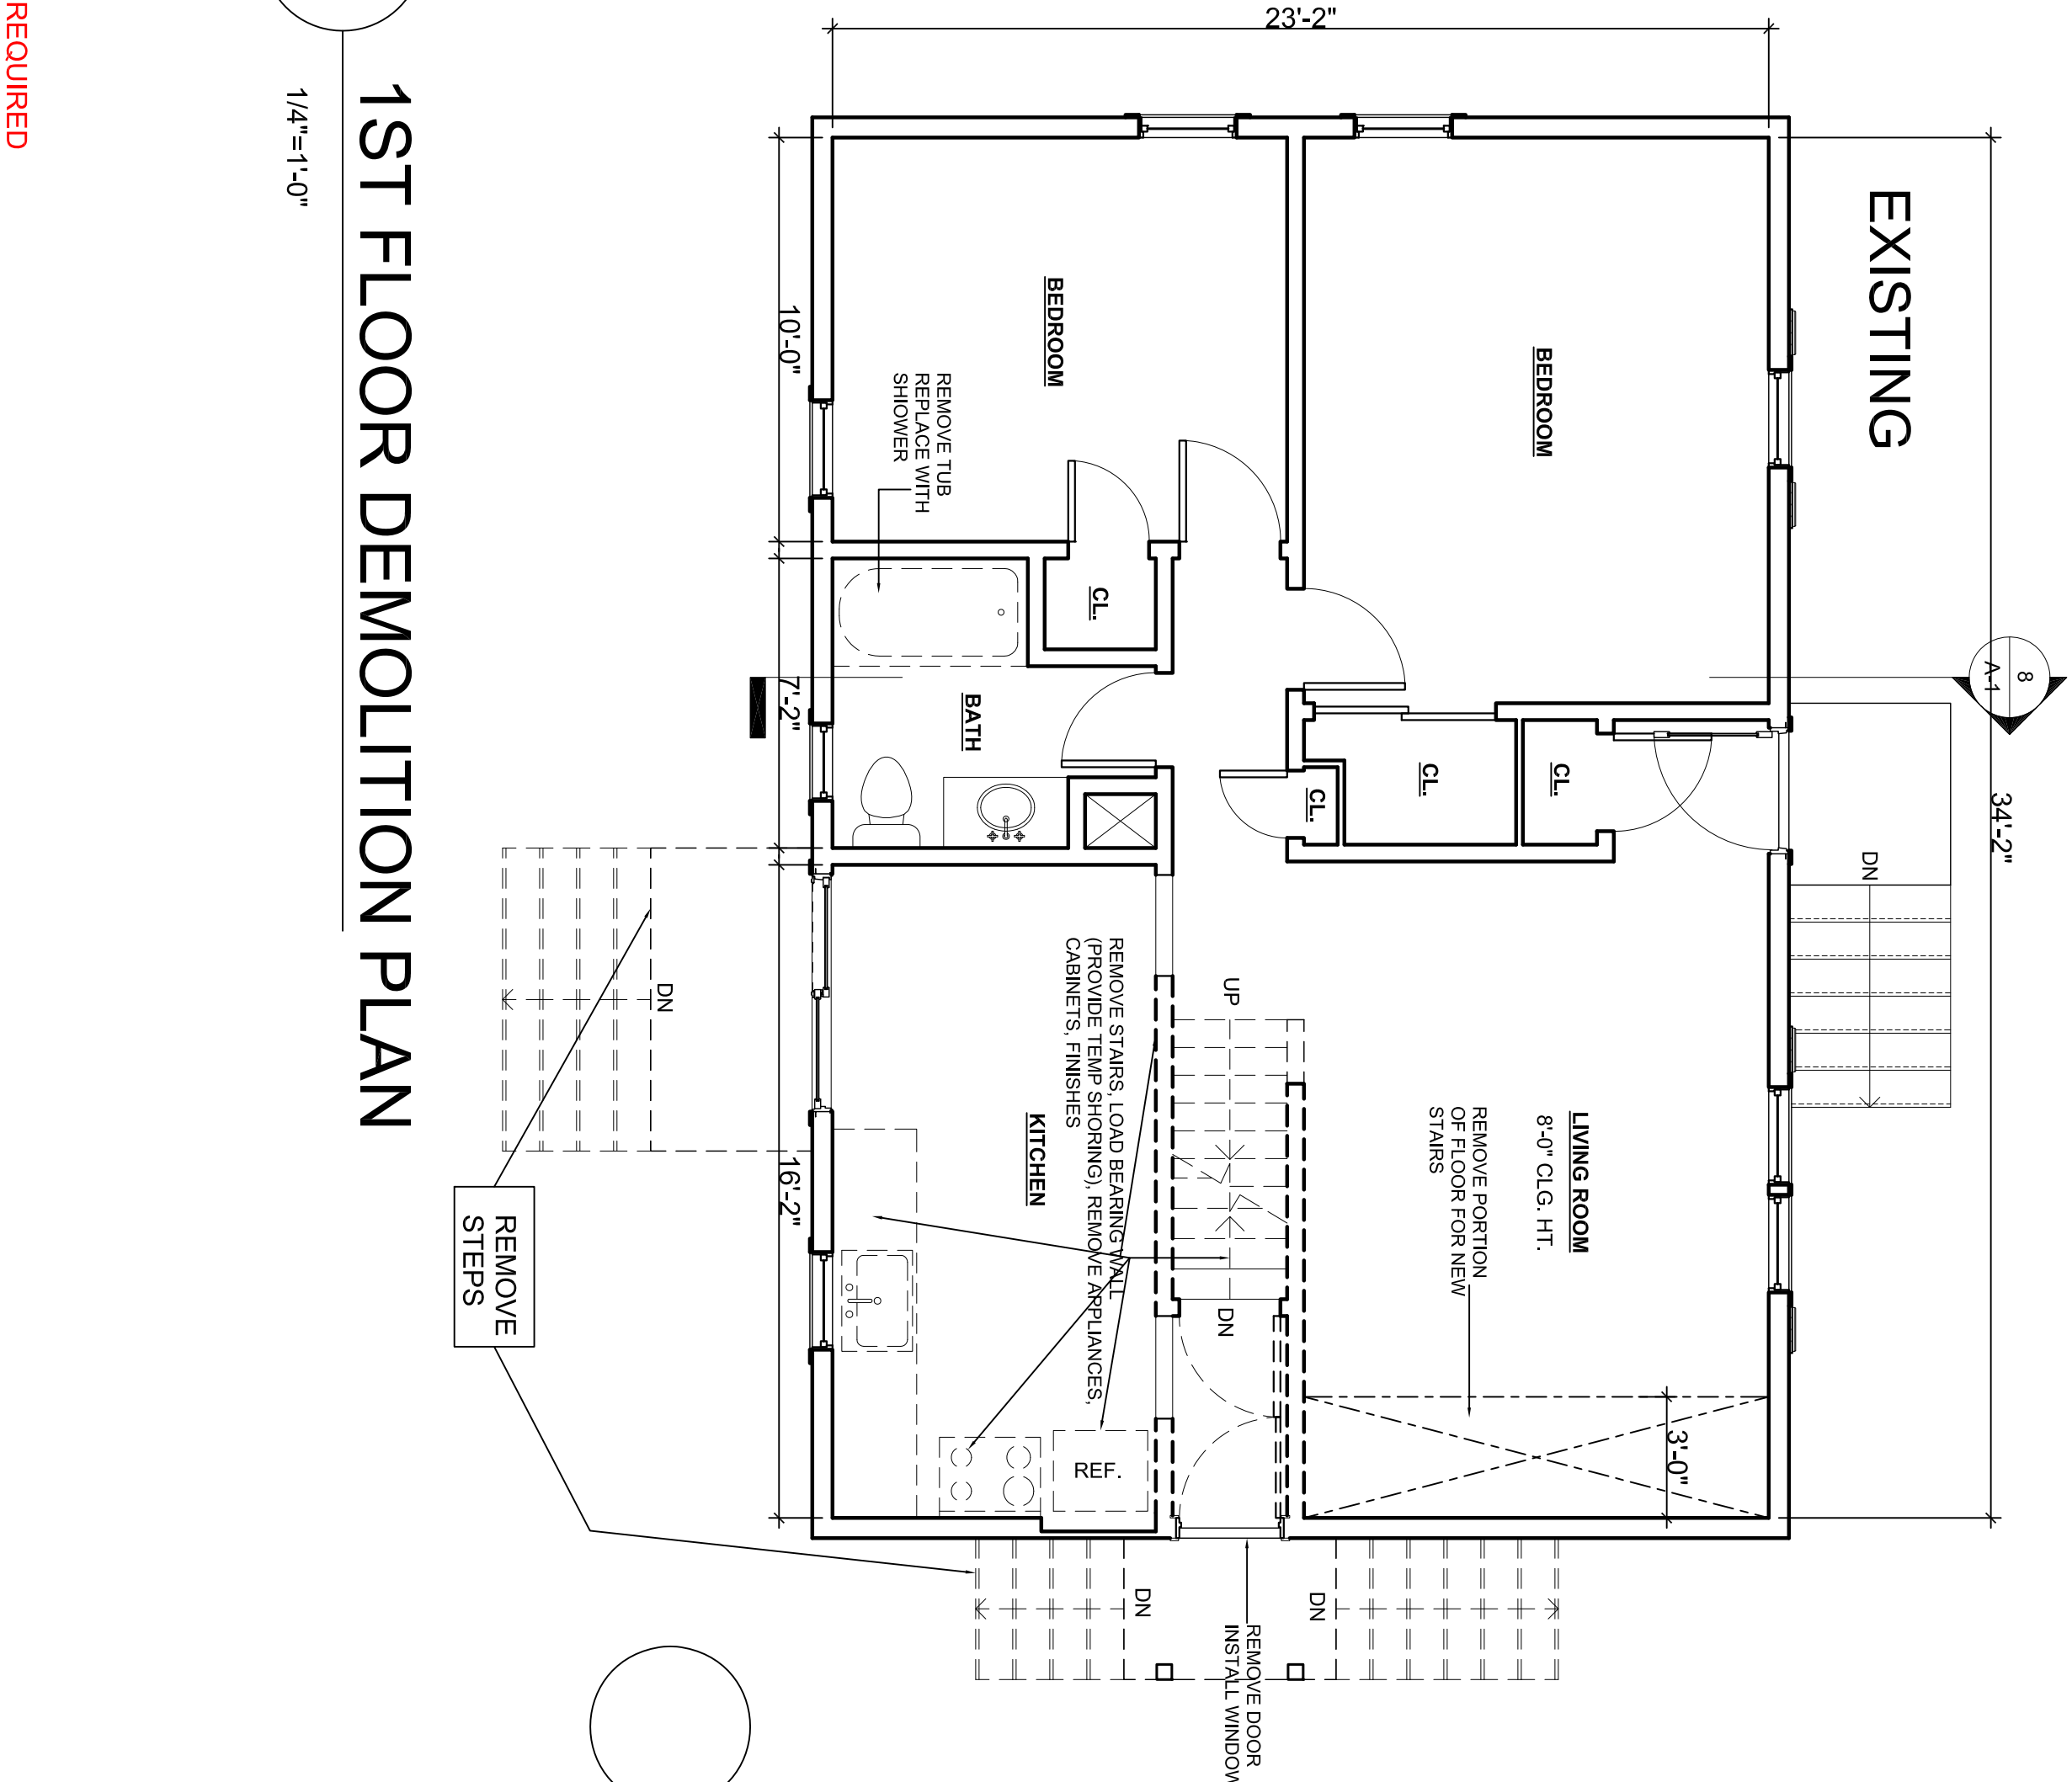 EXISTING
34'-2"
8
A-1
DN
23'-2"
BEDROOM
BEDROOM
CL.
CL.
CL.
CL.
BATH
REMOVE TUB
REPLACE WITH
SHIOWER
LIVING ROOM
8'-0" CLG. HT.
REMOVE PORTION
OF FLOOR FOR NEW
STAIRS
3'-0"
UP
DN
REMOVE STAIRS, LOAD BEARING WALL
(PROVIDE TEMP SHORING), REMOVE APPLIANCES,
CABINETS, FINISHES
KITCHEN
REF.
DN
DN
REMOVE DOOR
INSTALL WINDOW
10'-0"
7'-2"
16'-2"
DN
REMOVE
STEPS
1ST FLOOR DEMOLITION PLAN
1/4"=1'-0"
REQUIRED